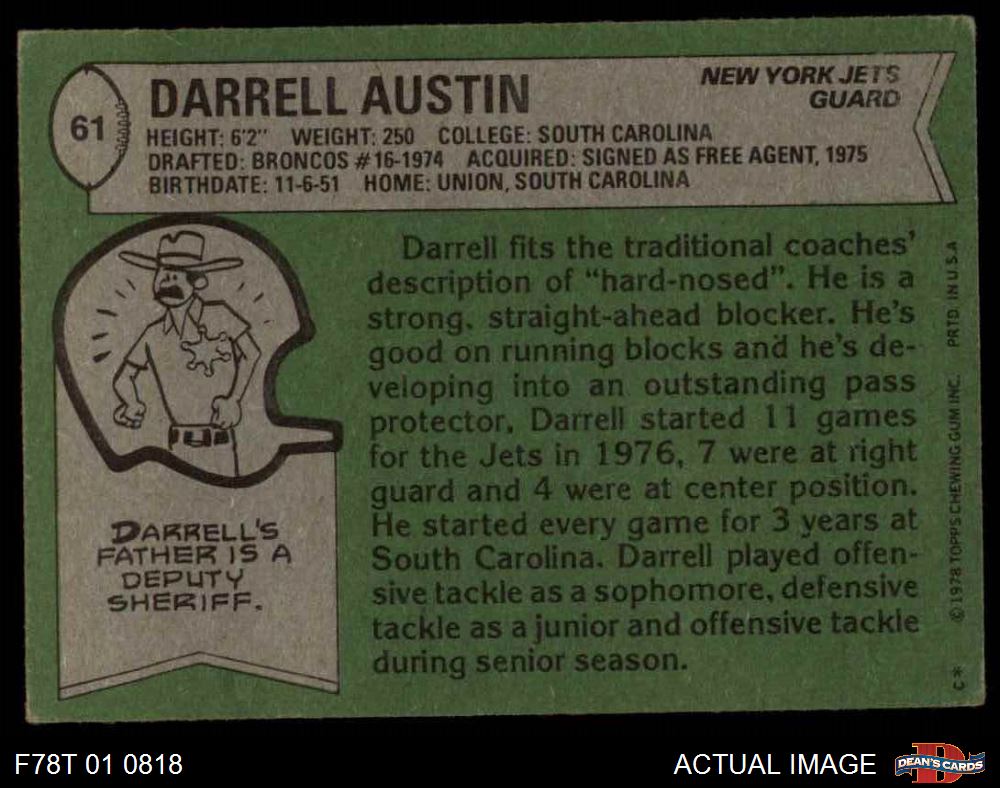 61
DARRELL AUSTIN
NEW YORK JETS
GUARD
HEIGHT: 6'2" WEIGHT: 250 COLLEGE: SOUTH CAROLINA
DRAFTED: BRONCOS #16-1974 ACQUIRED: SIGNED AS FREE AGENT, 1975
BIRTHDATE: 11-6-51 HOME: UNION, SOUTH CAROLINA
DARRELL'S
FATHER IS A
DEPUTY
SHERIFF.
Darrell fits the traditional coaches'
description of "hard-nosed". He is a
strong, straight-ahead blocker. He's
good on running blocks and he's de-
veloping into an outstanding pass
protector. Darrell started 11 games
for the Jets in 1976, 7 were at right
guard and 4 were at center position.
He started every game for 3 years at
South Carolina. Darrell played offen-
sive tackle as a sophomore, defensive
tackle as a junior and offensive tackle
during senior season.
C* © 1978 TOPPS CHEWING GUM INC. PRTD. IN U.S.A
F78T 01 0818
ACTUAL IMAGE
D
DEAN'S CARDS